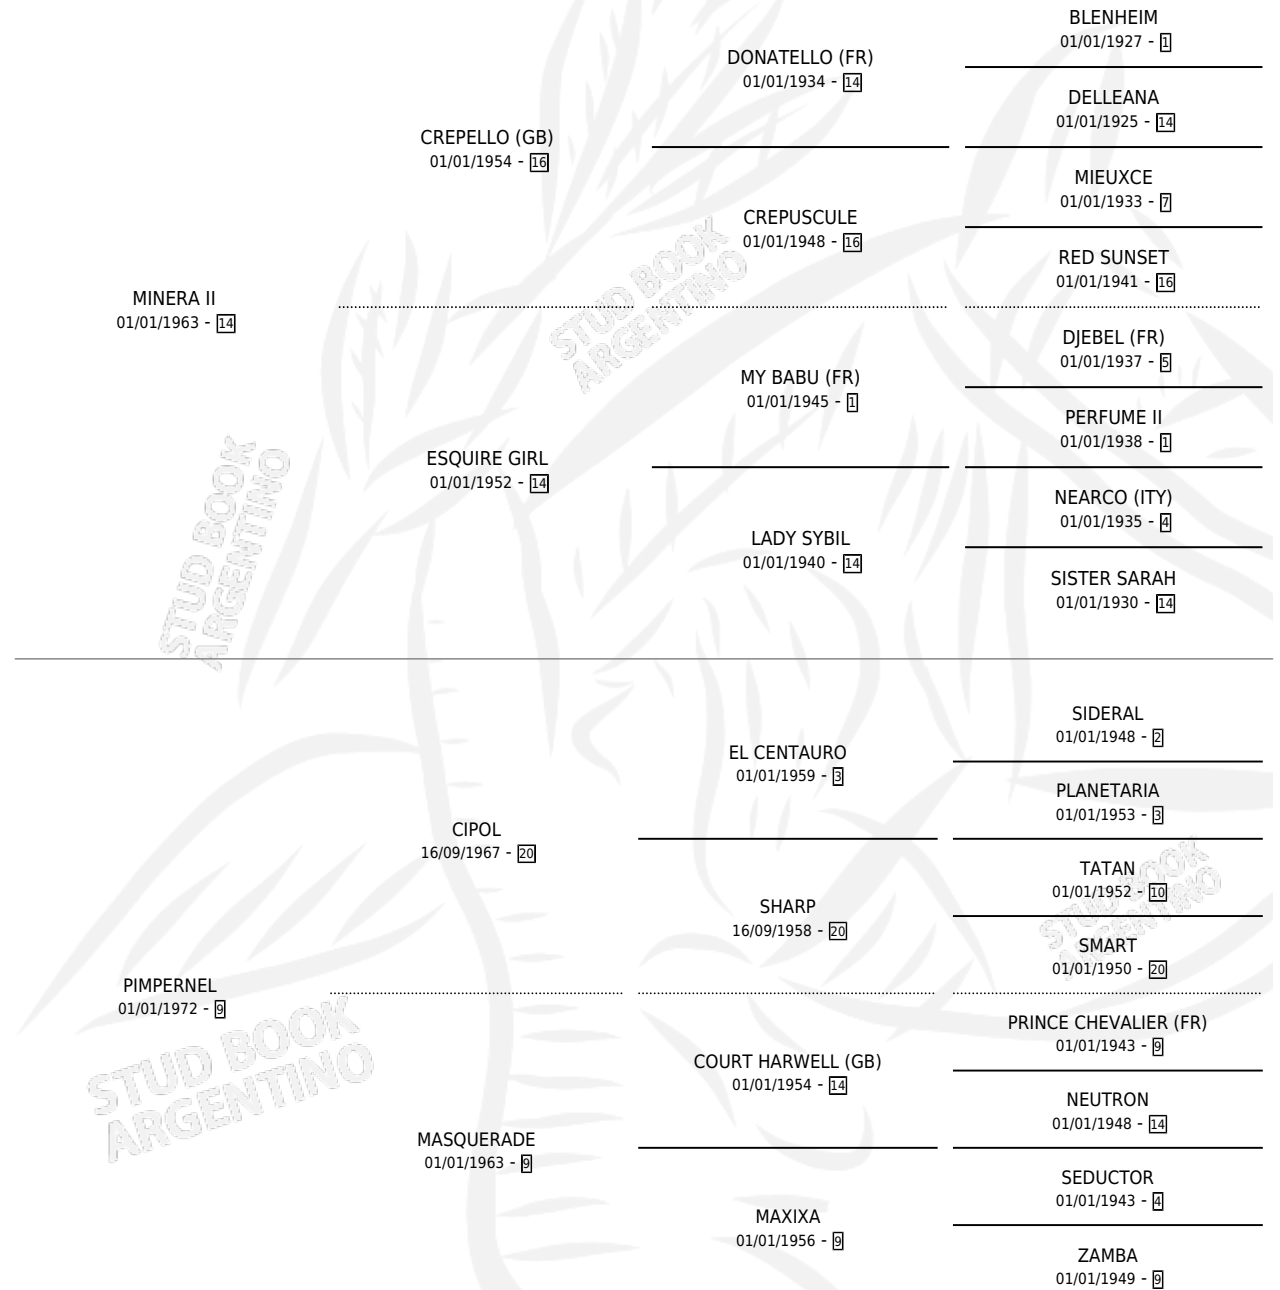 BLENHEIM
01/01/1927 - 1
DONATELLO (FR)
01/01/1934 - 14
DELLEANA
01/01/1925 - 14
CREPELLO (GB)
01/01/1954 - 16
MIEUXCE
01/01/1933 - 7
CREPUSCULE
01/01/1948 - 16
RED SUNSET
01/01/1941 - 16
MINERA II
01/01/1963 - 14
DJEBEL (FR)
01/01/1937 - 5
MY BABU (FR)
01/01/1945 - 1
PERFUME II
01/01/1938 - 1
ESQUIRE GIRL
01/01/1952 - 14
NEARCO (ITY)
01/01/1935 - 4
LADY SYBIL
01/01/1940 - 14
SISTER SARAH
01/01/1930 - 14
SIDERAL
01/01/1948 - 2
EL CENTAURO
01/01/1959 - 3
PLANETARIA
01/01/1953 - 3
CIPOL
16/09/1967 - 20
TATAN
01/01/1952 - 10
SHARP
16/09/1958 - 20
SMART
01/01/1950 - 20
PIMPERNEL
01/01/1972 - 9
PRINCE CHEVALIER (FR)
01/01/1943 - 9
COURT HARWELL (GB)
01/01/1954 - 14
NEUTRON
01/01/1948 - 14
MASQUERADE
01/01/1963 - 9
SEDUCTOR
01/01/1943 - 4
MAXIXA
01/01/1956 - 9
ZAMBA
01/01/1949 - 9
STUD BOOK
ARGENTINO
STUD BOOK
ARGENTINO
STUD BOOK
ARGENTINO
STUD BOOK
ARGENTINO